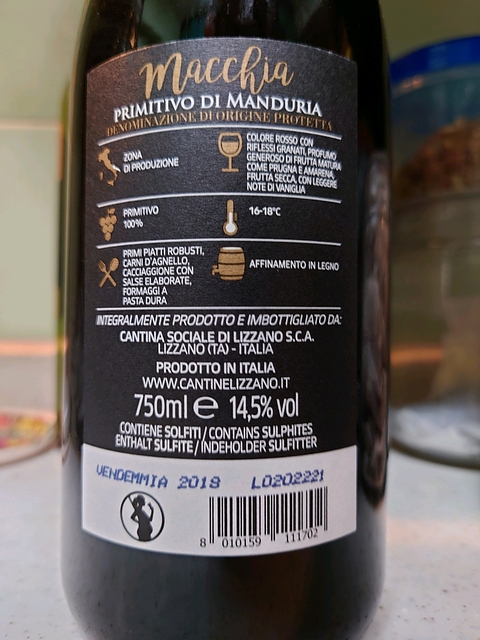 Macchia
PRIMITIVO DI MANDURIA
DENOMINAZIONE DI ORIGINE PROTETTA
ZONA
DI PRODUZIONE
COLORE ROSSO CON
RIFLESSI GRANATI, PROFUMO
GENEROSO DI FRUTTA MATURA
COME PRUGNA E AMARENA,
FRUTTA SECCA, CON LEGGERE
NOTE DI VANIGLIA
PRIMITIVO
100%
16-18°C
PRIMI PIATTI ROBUSTI,
CARNI D'AGNELLO,
CACCIAGGIONE CON
SALSE ELABORATE,
FORMAGGI A
PASTA DURA
AFFINAMENTO IN LEGNO
INTEGRALMENTE PRODOTTO E IMBOTTIGLIATO DA:
CANTINA SOCIALE DI LIZZANO S.C.A.
LIZZANO (TA) - ITALIA
PRODOTTO IN ITALIA
WWW.CANTINELIZZANO.IT
750ml e 14,5% vol
CONTIENE SOLFITI / CONTAINS SULPHITES
ENTHALT SULFITE / INDEHOLDER SULFITTER
VENDEMMIA 2019 L0202221
8 010159 111702